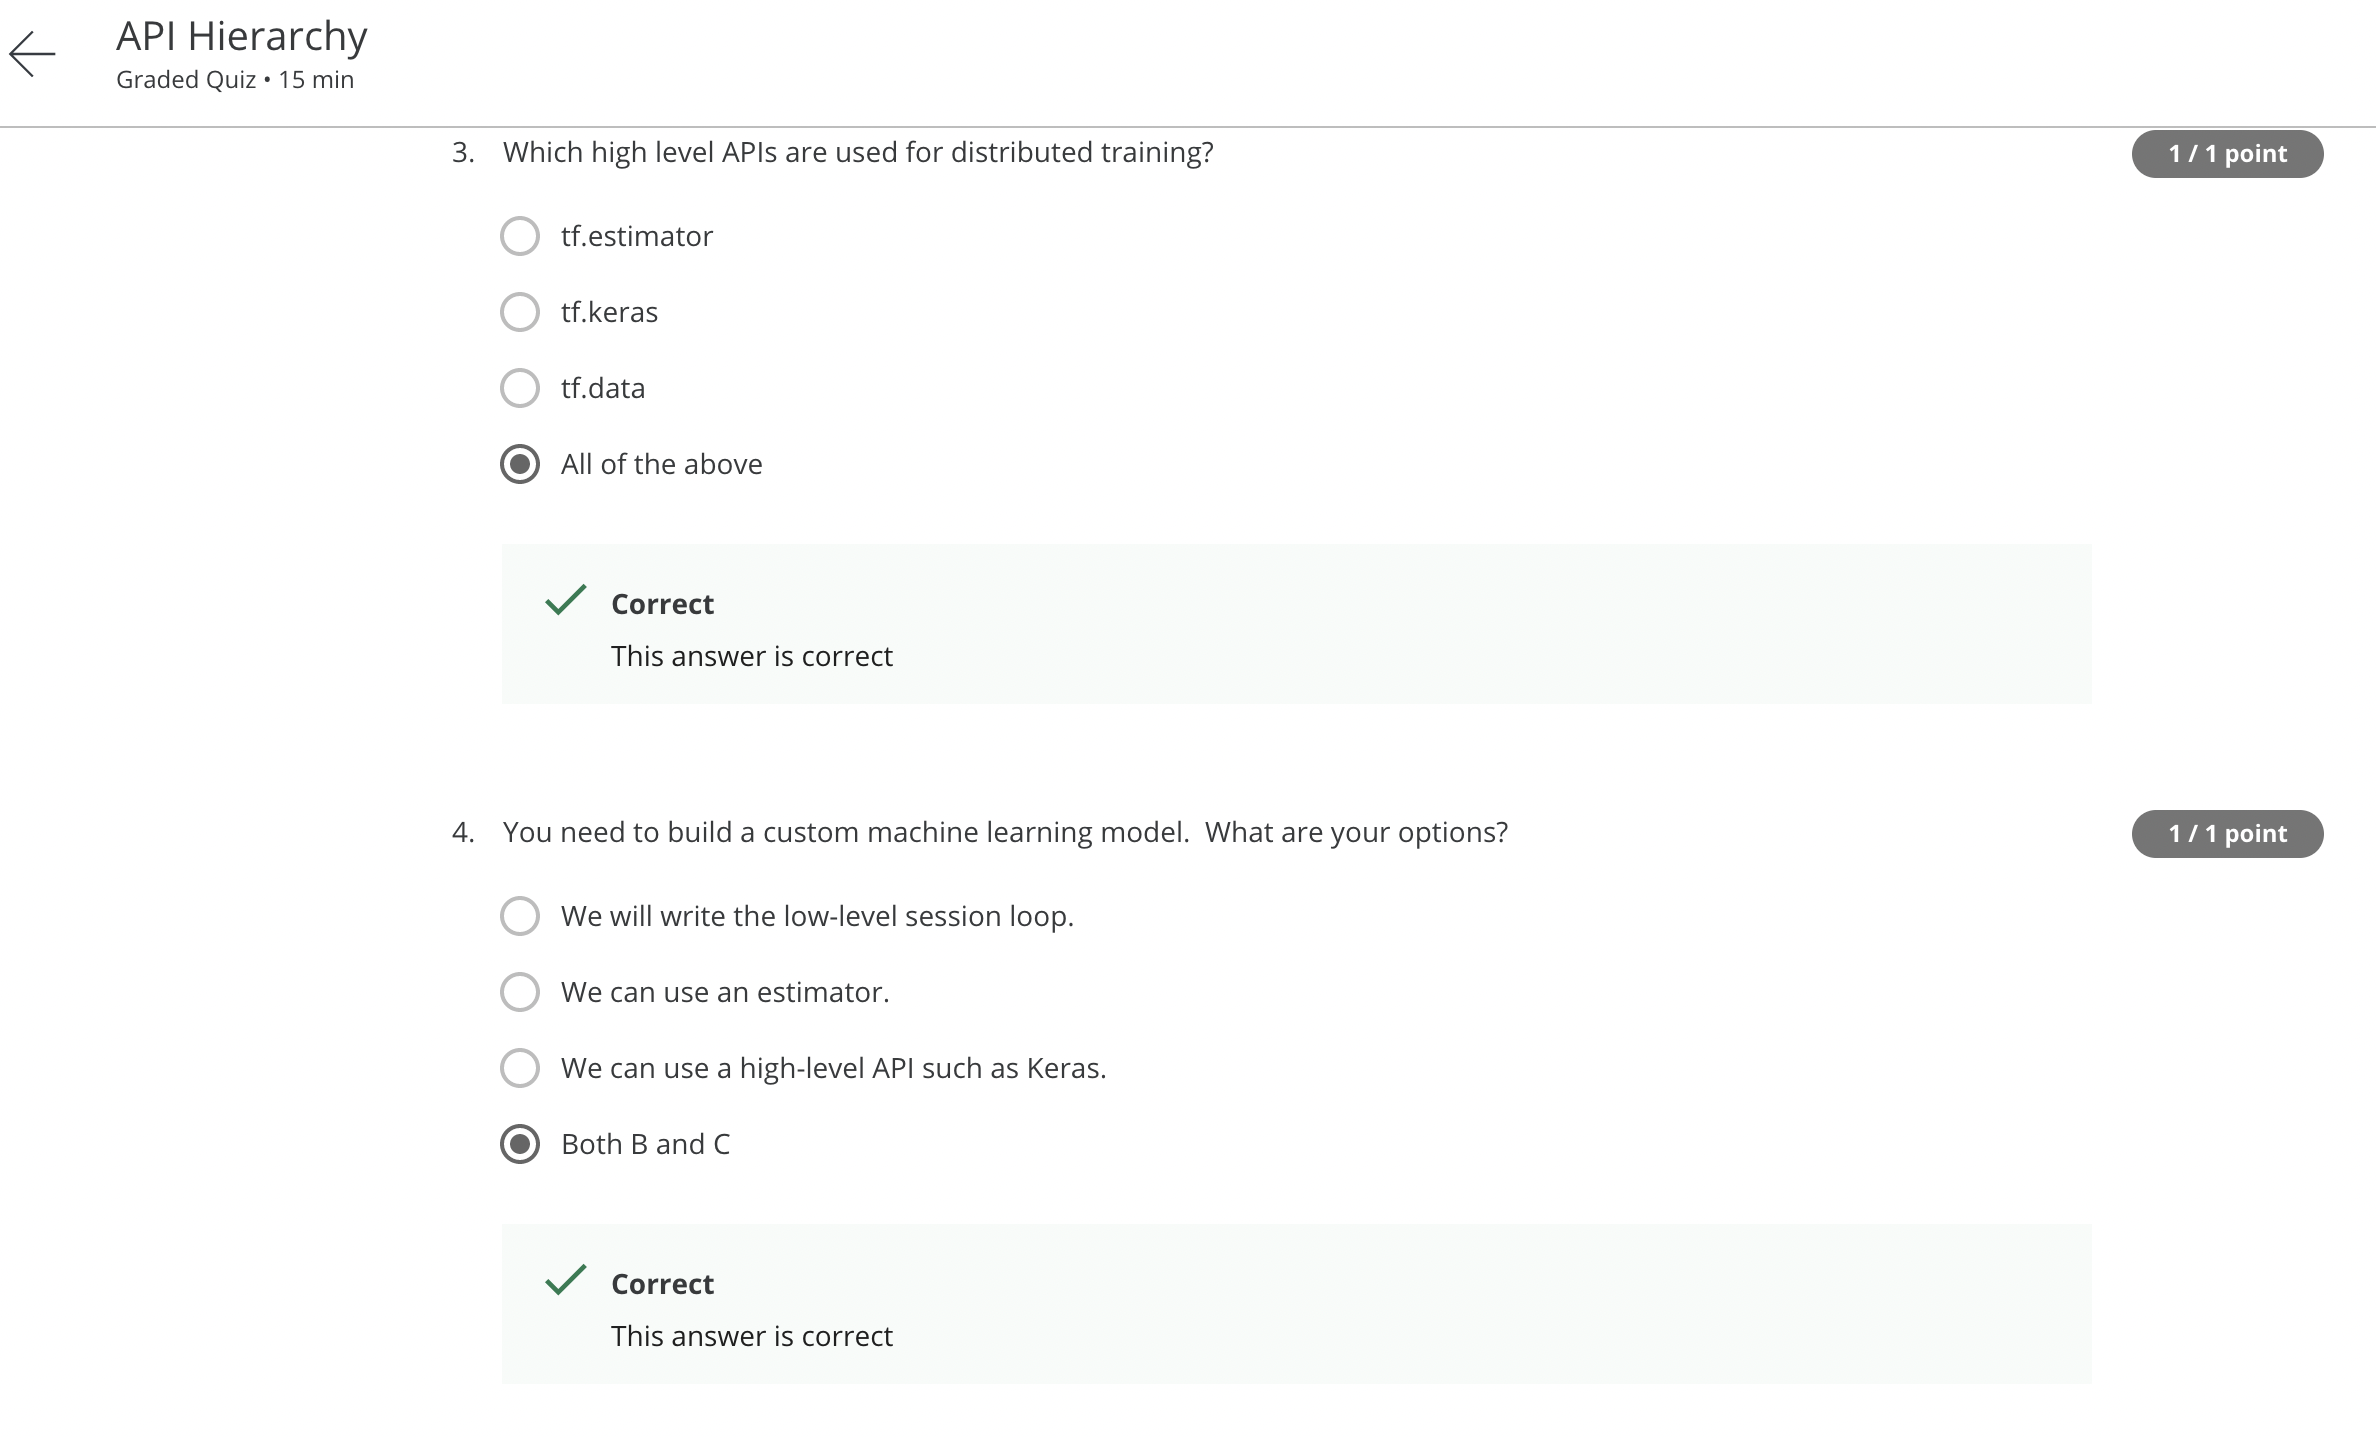 API Hierarchy
Graded Quiz • 15 min
3. Which high level APIs are used for distributed training?
1 / 1 point
tf.estimator
tf.keras
tf.data
All of the above
Correct
This answer is correct
4. You need to build a custom machine learning model.  What are your options?
1 / 1 point
We will write the low-level session loop.
We can use an estimator.
We can use a high-level API such as Keras.
Both B and C
Correct
This answer is correct